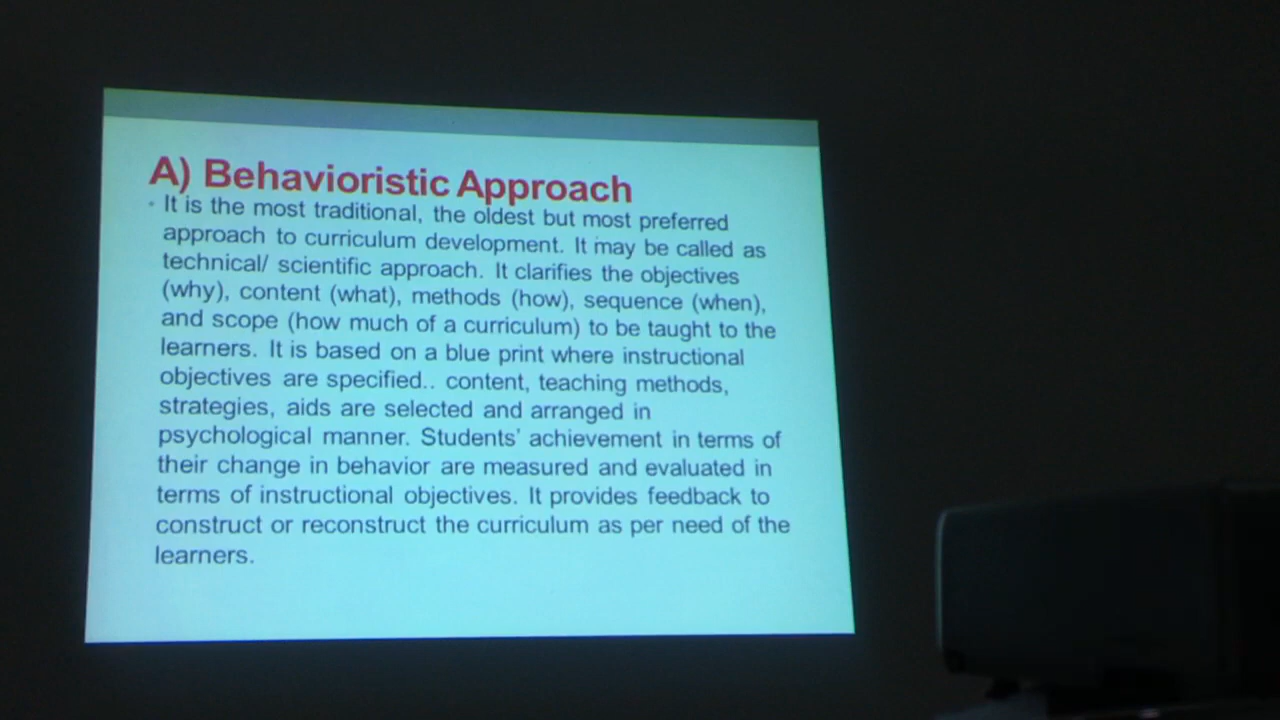 A) Behavioristic Approach
• It is the most traditional, the oldest but most preferred
approach to curriculum development. It may be called as
technical/ scientific approach. It clarifies the objectives
(why), content (what), methods (how), sequence (when),
and scope (how much of a curriculum) to be taught to the
learners. It is based on a blue print where instructional
objectives are specified.. content, teaching methods,
strategies, aids are selected and arranged in
psychological manner. Students’ achievement in terms of
their change in behavior are measured and evaluated in
terms of instructional objectives. It provides feedback to
construct or reconstruct the curriculum as per need of the
learners.